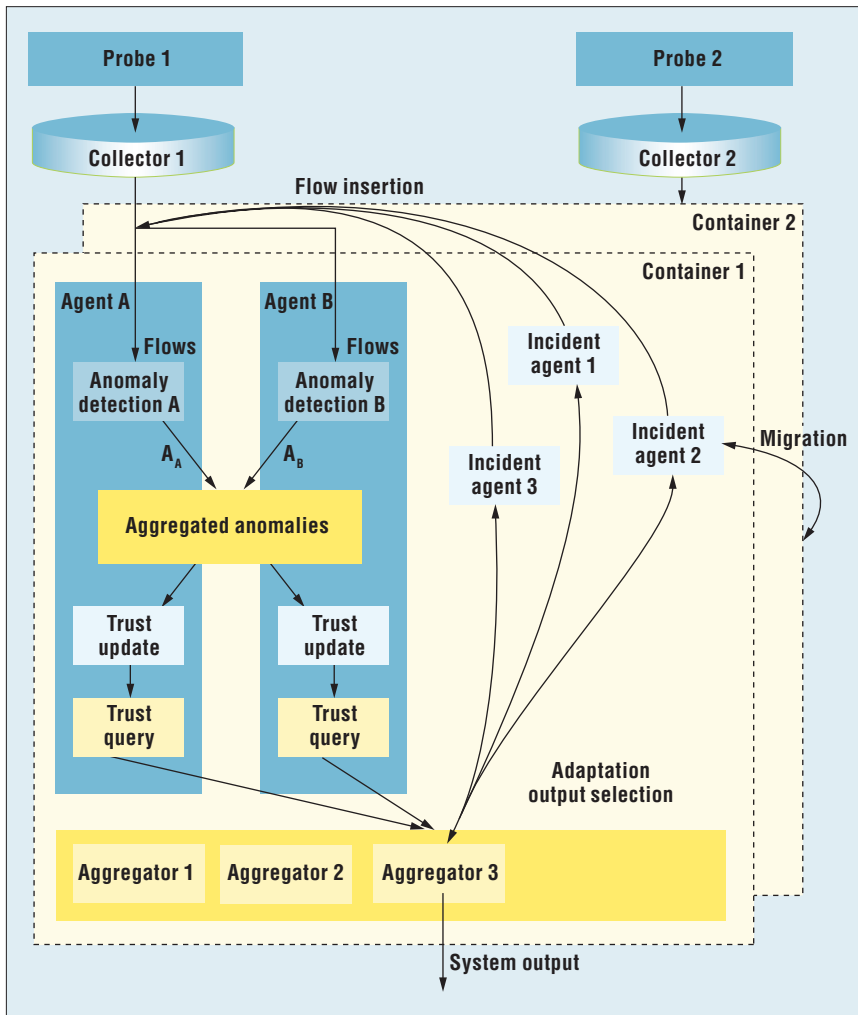 Probe 1
Probe 2
Collector 1
Collector 2
Flow insertion
Container 2
Container 1
Agent A
Agent B
Flows
Flows
Anomaly
detection A
Anomaly
detection B
Incident
agent 1
Incident
agent 2
Migration
Incident
agent 3
A_A
A_B
Aggregated anomalies
Trust
update
Trust
update
Trust
query
Trust
query
Adaptation
output selection
Aggregator 1
Aggregator 2
Aggregator 3
System output